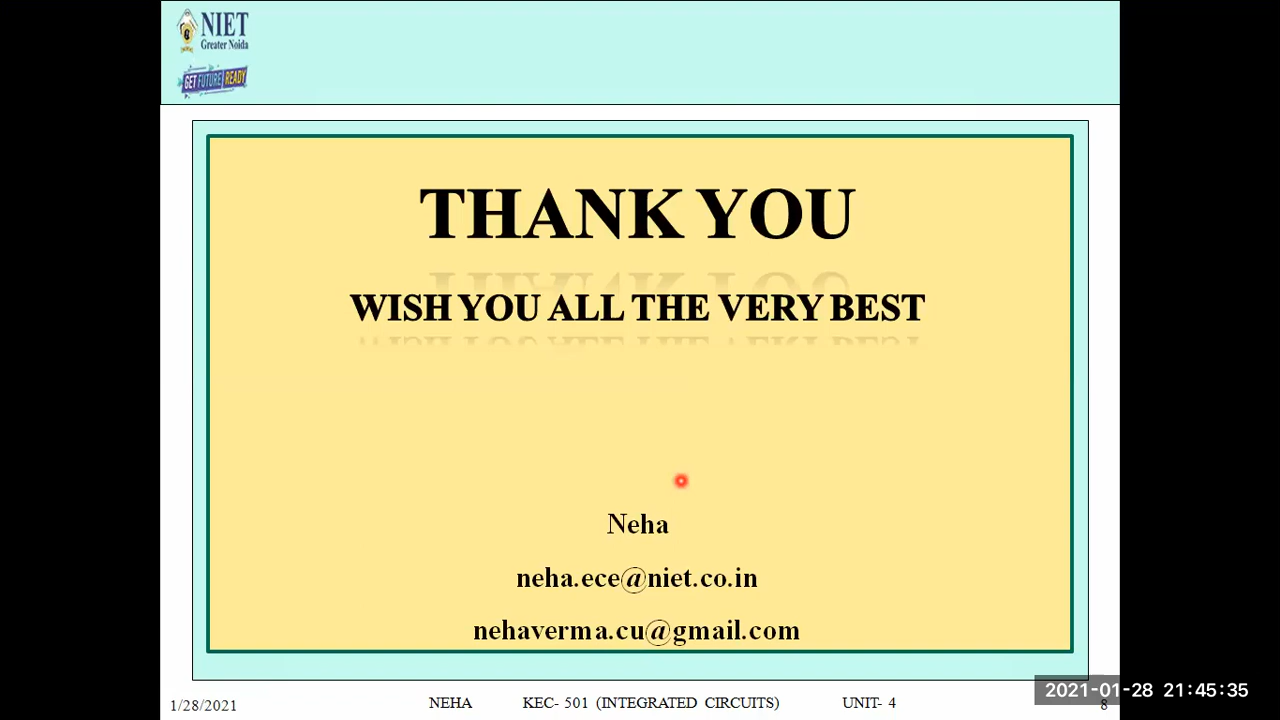 NIET
Greater Noida
GET FUTURE READY
THANK YOU
WISH YOU ALL THE VERY BEST
Neha
neha.ece@niet.co.in
nehaverma.cu@gmail.com
1/28/2021 NEHA KEC- 501 (INTEGRATED CIRCUITS) UNIT- 4 8
2021-01-28 21:45:35